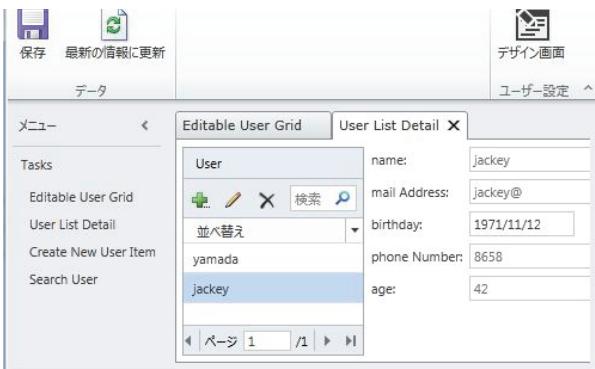 保存 最新の情報に更新 デザイン画面
データ ユーザー設定
メニュー
Tasks
Editable User Grid
User List Detail
Create New User Item
Search User
Editable User Grid User List Detail
User
検索
並べ替え
yamada
jackey
ページ 1 /1
name: jackey
mail Address: jackey@
birthday: 1971/11/12
phone Number: 8658
age: 42